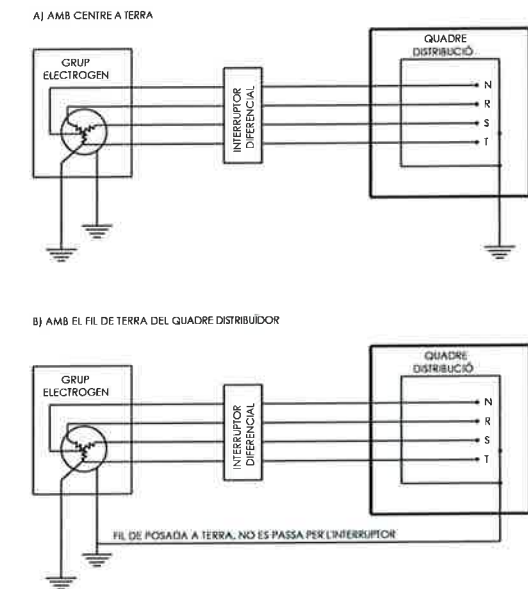 A) AMB CENTRE A TERRA
GRUP
ELECTROGEN
INTERRUPTOR
DIFERENCIAL
QUADRE
DISTRIBUCIÓ
N
R
S
T
B) AMB EL FIL DE TERRA DEL QUADRE DISTRIBUÏDOR
GRUP
ELECTROGEN
INTERRUPTOR
DIFERENCIAL
QUADRE
DISTRIBUCIÓ
N
R
S
T
FIL DE POSADA A TERRA, NO ES PASSA PER L'INTERRUPTOR